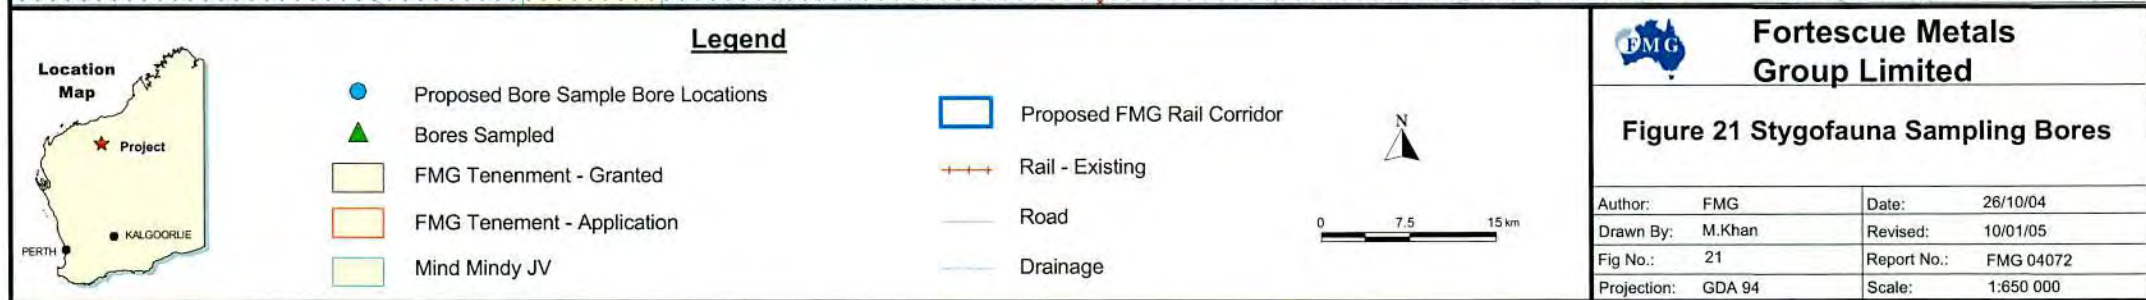 Location
Map
Project
KALGOORLIE
PERTH
Legend
Proposed Bore Sample Bore Locations
Bores Sampled
FMG Tenenment - Granted
FMG Tenement - Application
Mind Mindy JV
Proposed FMG Rail Corridor
Rail - Existing
Road
Drainage
N
0 7.5 15 km
FMG
Fortescue Metals
Group Limited
Figure 21 Stygofauna Sampling Bores
Author: FMG Date: 26/10/04
Drawn By: M.Khan Revised: 10/01/05
Fig No.: 21 Report No.: FMG 04072
Projection: GDA 94 Scale: 1:650 000